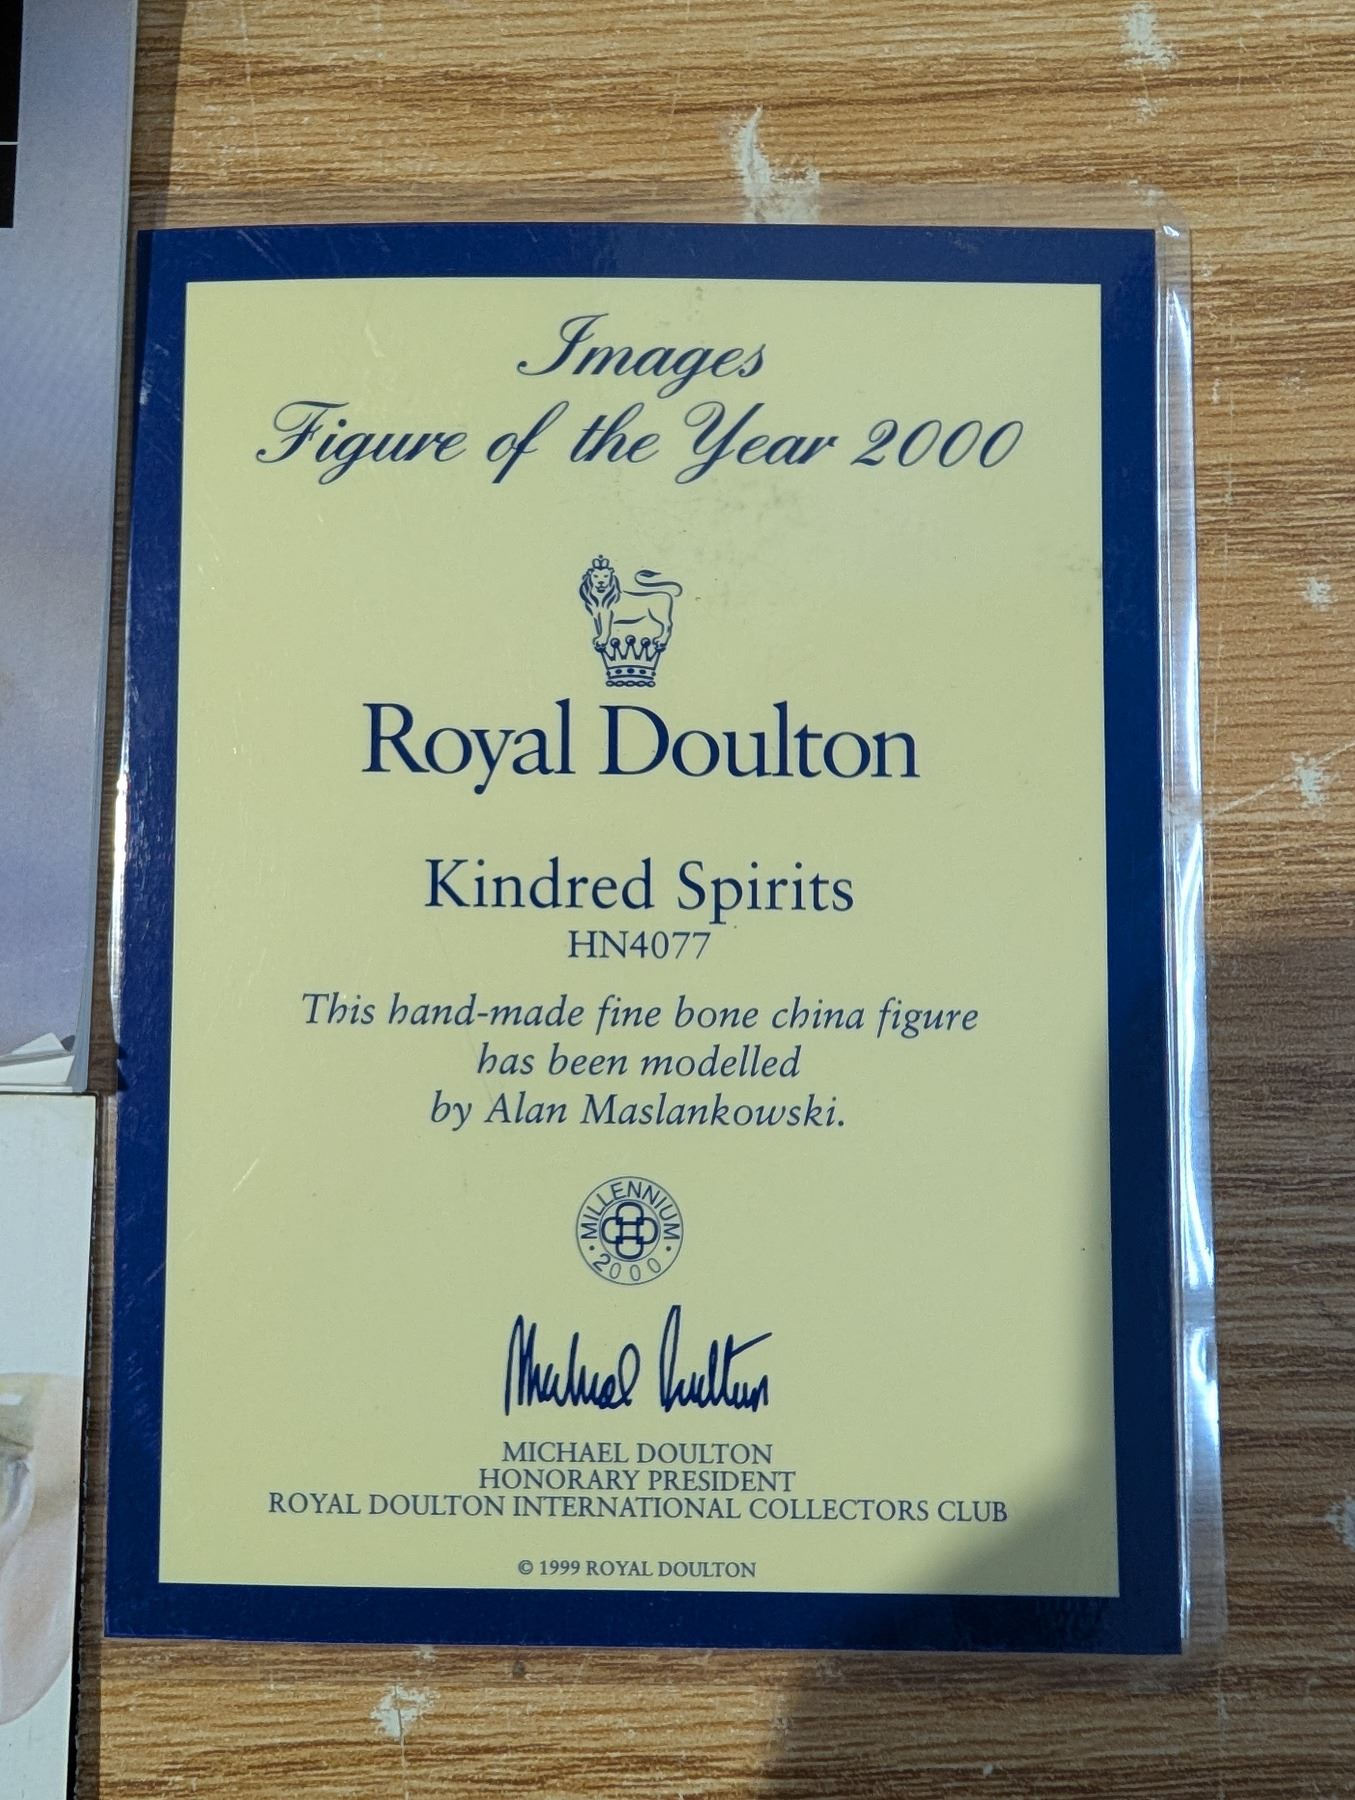 Images
Figure of the Year 2000
Royal Doulton
Kindred Spirits
HN4077
This hand-made fine bone china figure
has been modelled
by Alan Maslankowski.
MILLENNIUM
· 2000 ·
Michael Doulton
MICHAEL DOULTON
HONORARY PRESIDENT
ROYAL DOULTON INTERNATIONAL COLLECTORS CLUB
© 1999 ROYAL DOULTON